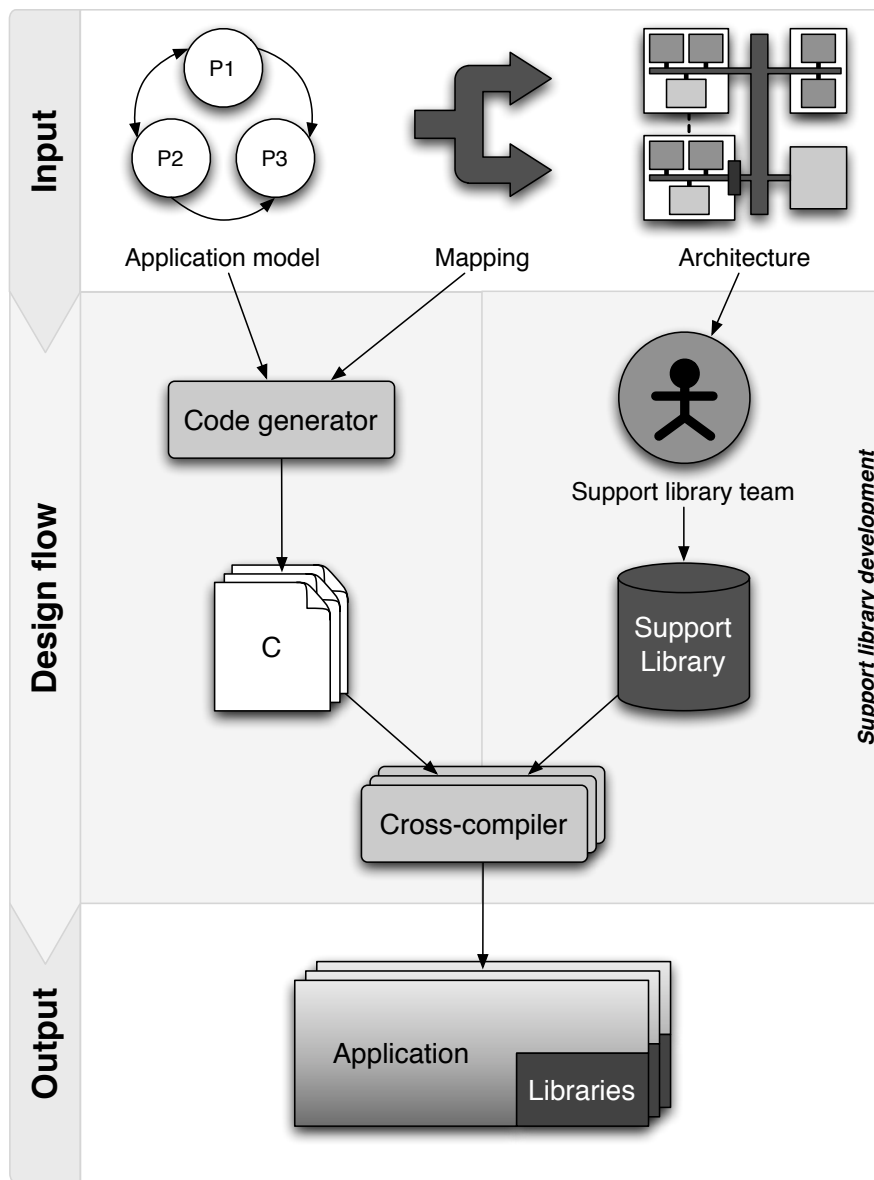 Input
P1
P2
P3
Application model
Mapping
Architecture
Design flow
Code generator
Support library team
Support library development
C
Support
Library
Cross-compiler
Output
Application
Libraries